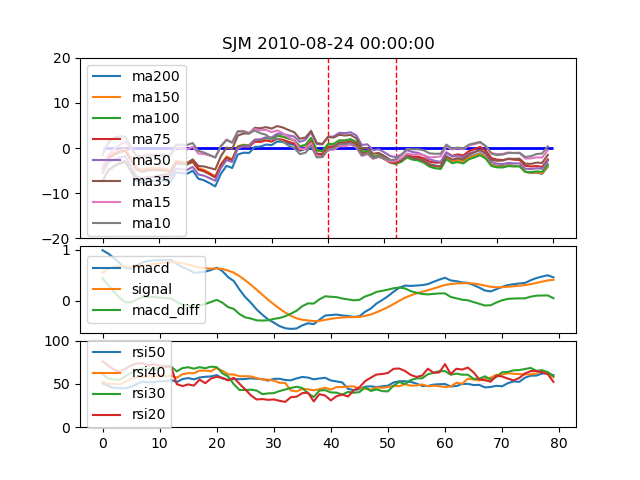 SJM 2010-08-24 00:00:00
20
10
0
−10
−20
ma200
ma150
ma100
ma75
ma50
ma35
ma15
ma10
1
0
macd
signal
macd_diff
100
50
0
rsi50
rsi40
rsi30
rsi20
0 10 20 30 40 50 60 70 80